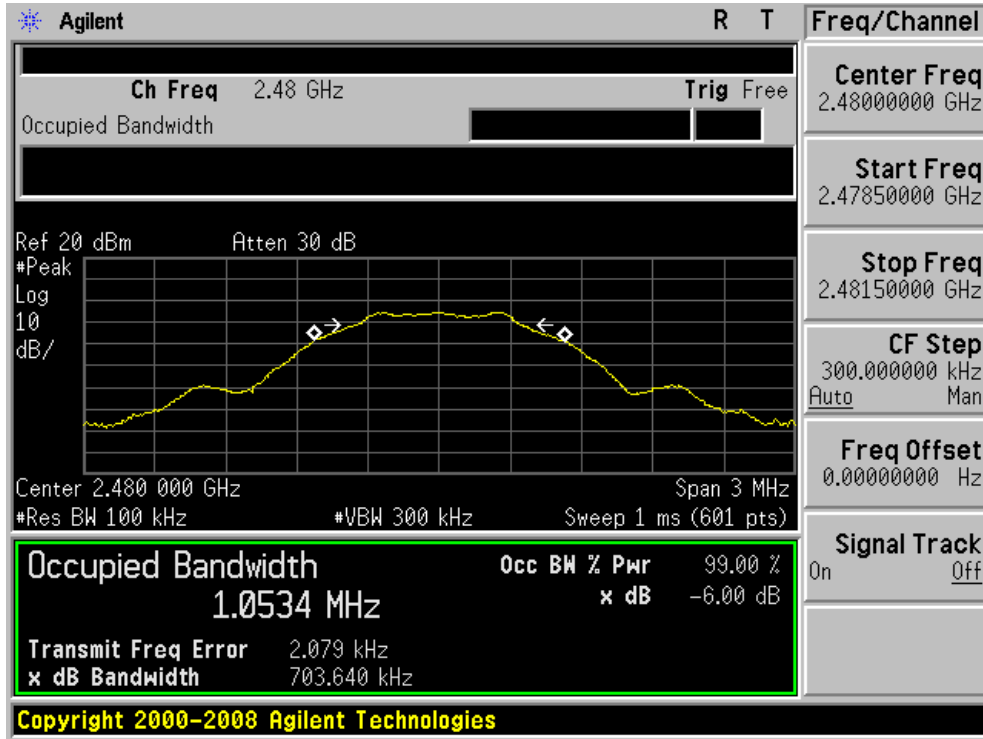 Agilent R T
Ch Freq 2.48 GHz Trig Free
Occupied Bandwidth
Ref 20 dBm Atten 30 dB
#Peak
Log
10
dB/
Center 2.480 000 GHz Span 3 MHz
#Res BW 100 kHz #VBW 300 kHz Sweep 1 ms (601 pts)
Occupied Bandwidth
1.0534 MHz
Occ BW % Pwr 99.00 %
x dB -6.00 dB
Transmit Freq Error 2.079 kHz
x dB Bandwidth 703.640 kHz
Copyright 2000-2008 Agilent Technologies
Freq/Channel
Center Freq
2.48000000 GHz
Start Freq
2.47850000 GHz
Stop Freq
2.48150000 GHz
CF Step
300.000000 kHz
Auto Man
Freq Offset
0.00000000 Hz
Signal Track
On Off